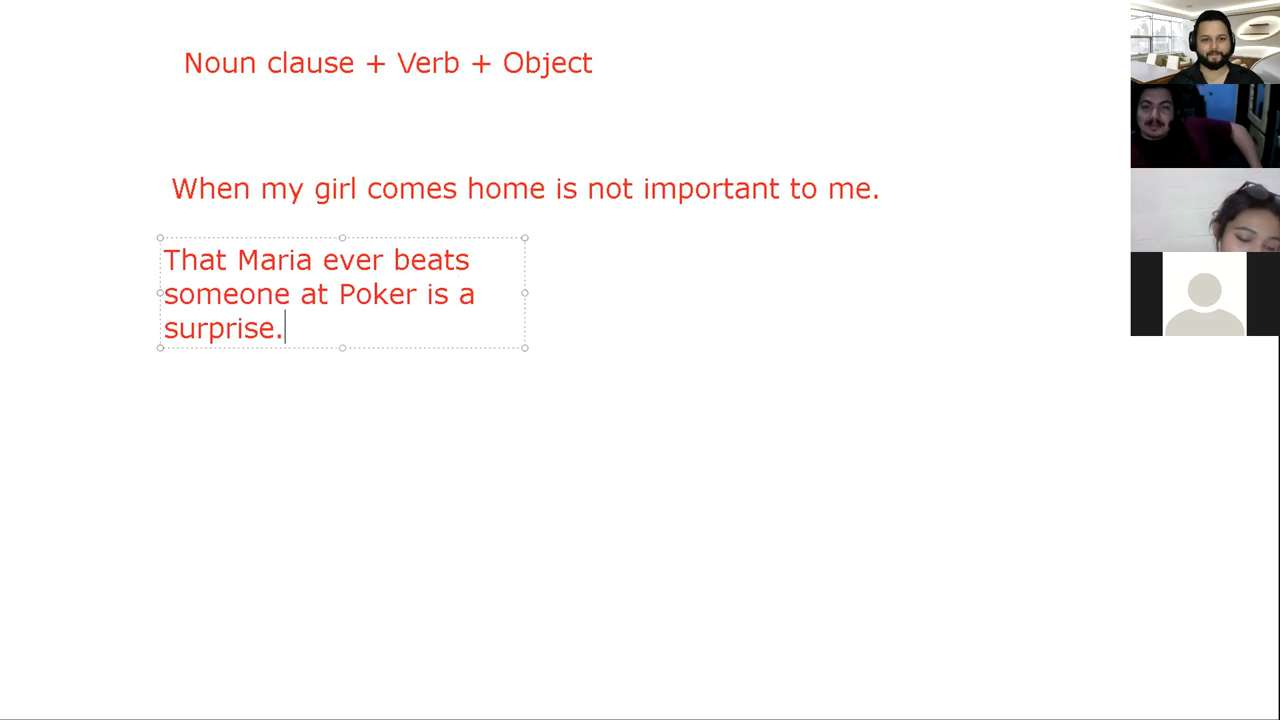 Noun clause + Verb + Object
When my girl comes home is not important to me.
That Maria ever beats
someone at Poker is a
surprise.